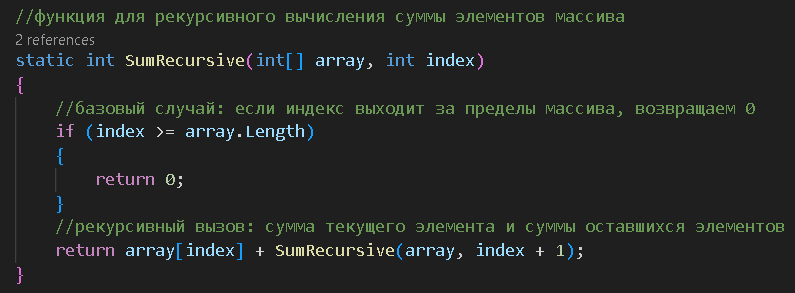 //функция для рекурсивного вычисления суммы элементов массива
2 references
static int SumRecursive(int[] array, int index)
{
    //базовый случай: если индекс выходит за пределы массива, возвращаем 0
    if (index >= array.Length)
    {
        return 0;
    }
    //рекурсивный вызов: сумма текущего элемента и суммы оставшихся элементов
    return array[index] + SumRecursive(array, index + 1);
}